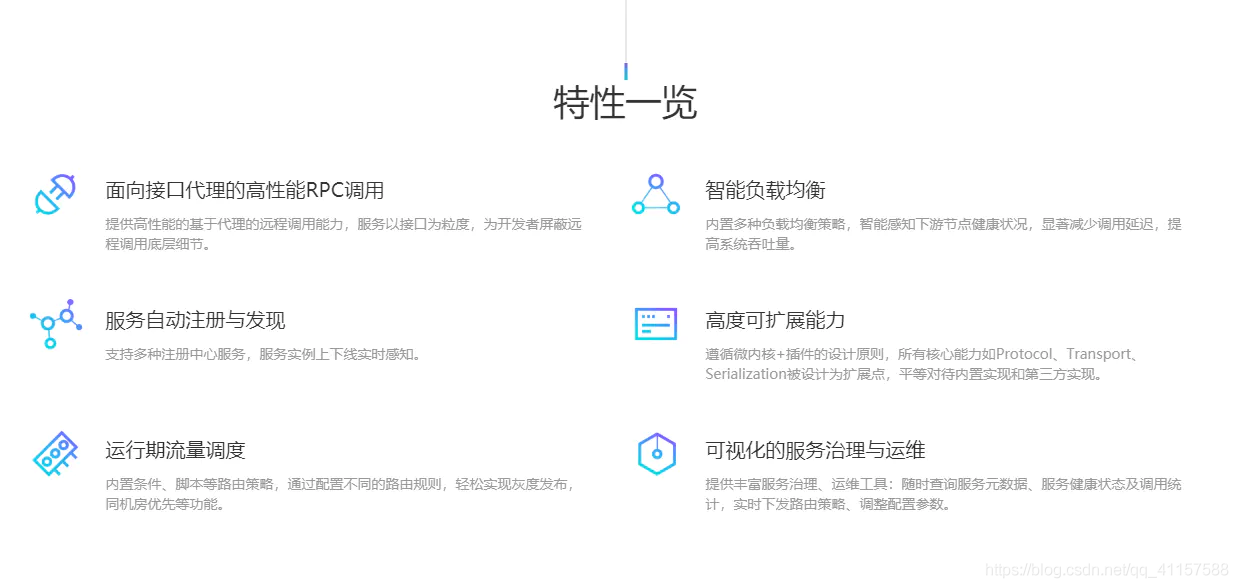 特性一览
面向接口代理的高性能RPC调用
提供高性能的基于代理的远程调用能力，服务以接口为粒度，为开发者屏蔽远
程调用底层细节。
智能负载均衡
内置多种负载均衡策略，智能感知下游节点健康状况，显著减少调用延迟，提
高系统吞吐量。
服务自动注册与发现
支持多种注册中心服务，服务实例上下线实时感知。
高度可扩展能力
遵循微内核+插件的设计原则，所有核心能力如Protocol、Transport、
Serialization被设计为扩展点，平等对待内置实现和第三方实现。
运行期流量调度
内置条件、脚本等路由策略，通过配置不同的路由规则，轻松实现灰度发布，
同机房优先等功能。
可视化的服务治理与运维
提供丰富服务治理、运维工具：随时查询服务元数据、服务健康状态及调用统
计，实时下发路由策略、调整配置参数。
https://blog.csdn.net/qq_41157588